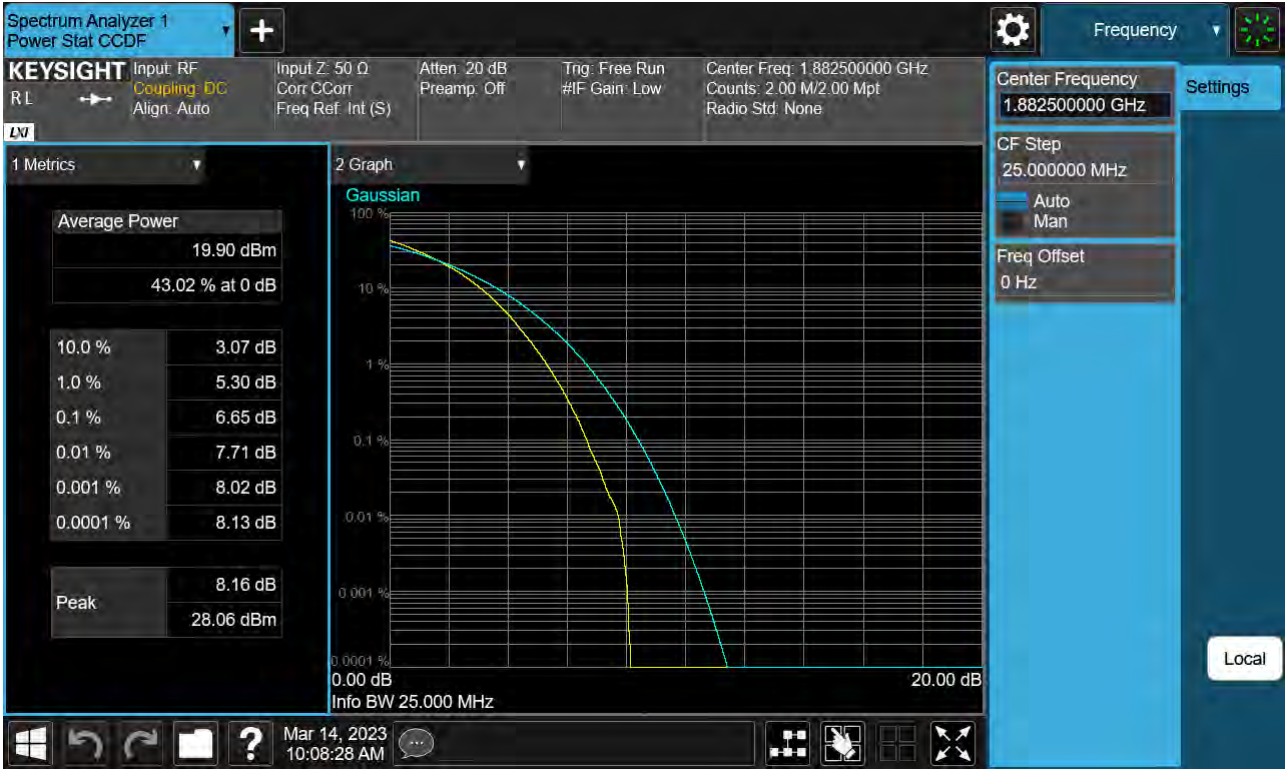 Spectrum Analyzer 1
Power Stat CCDF
Frequency
KEYSIGHT
R L
LXI
Input: RF
Coupling: DC
Align: Auto
Input Z: 50 Ω
Corr CCorr
Freq Ref: Int (S)
Atten: 20 dB
Preamp: Off
Trig: Free Run
#IF Gain: Low
Center Freq: 1.882500000 GHz
Counts: 2.00 M/2.00 Mpt
Radio Std: None
Center Frequency
1.882500000 GHz
Settings
CF Step
25.000000 MHz
Auto
Man
Freq Offset
0 Hz
1 Metrics
Average Power
19.90 dBm
43.02 % at 0 dB
10.0 % 3.07 dB
1.0 % 5.30 dB
0.1 % 6.65 dB
0.01 % 7.71 dB
0.001 % 8.02 dB
0.0001 % 8.13 dB
Peak
8.16 dB
28.06 dBm
2 Graph
Gaussian
100 %
10 %
1 %
0.1 %
0.01 %
0.001 %
0.0001 %
0.00 dB 20.00 dB
Info BW 25.000 MHz
Local
?
Mar 14, 2023
10:08:28 AM